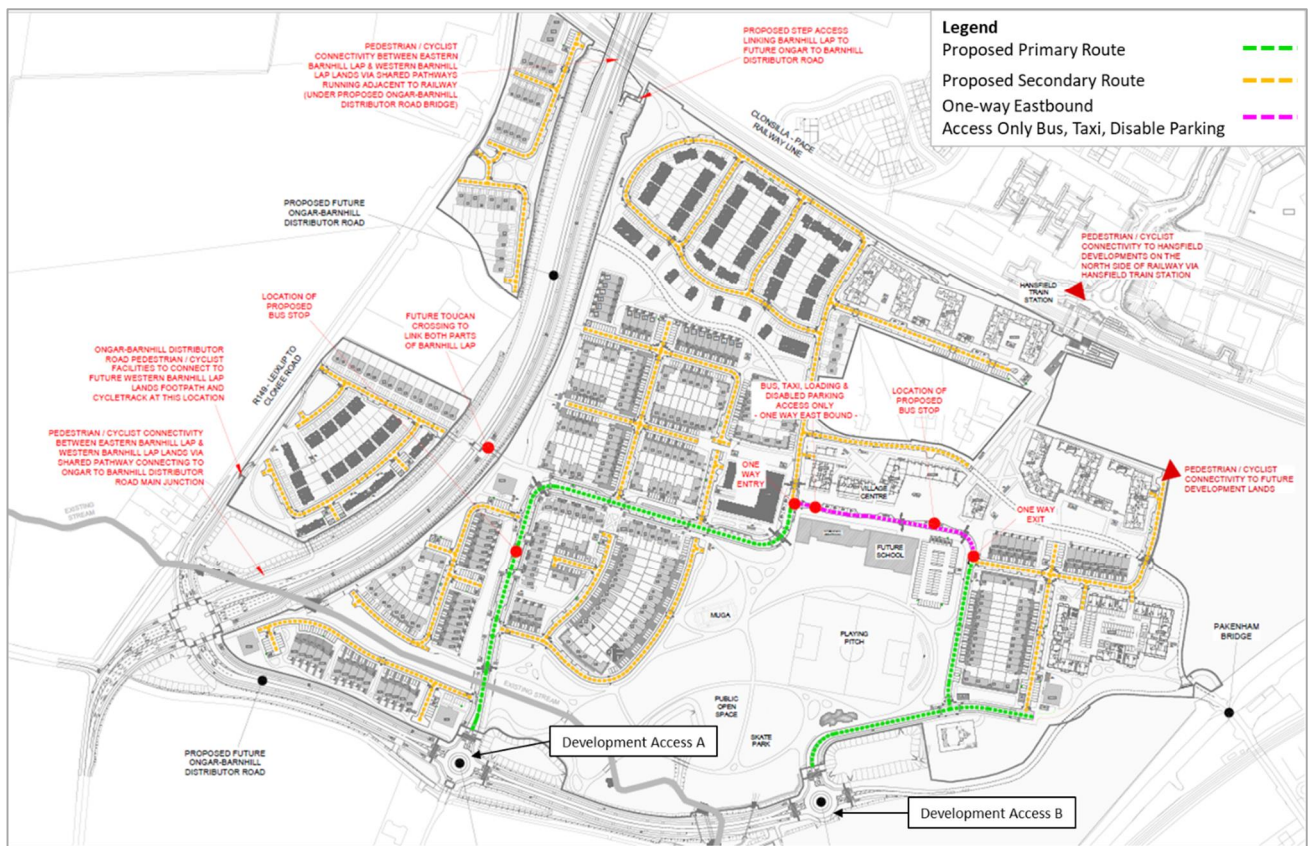 Legend
Proposed Primary Route
Proposed Secondary Route
One-way Eastbound
Access Only Bus, Taxi, Disable Parking
PEDESTRIAN / CYCLIST
CONNECTIVITY BETWEEN EASTERN
BARNHILL LAP & WESTERN BARNHILL
LAP LANDS VIA SHARED PATHWAYS
RUNNING ADJACENT TO RAILWAY
(UNDER PROPOSED ONGAR-BARNHILL
DISTRIBUTOR ROAD BRIDGE)
PROPOSED STEP ACCESS
LINKING BARNHILL LAP TO
FUTURE ONGAR TO BARNHILL
DISTRIBUTOR ROAD
CLONSILLA - PACE
RAILWAY LINE
PROPOSED FUTURE
ONGAR-BARNHILL
DISTRIBUTOR ROAD
PEDESTRIAN / CYCLIST
CONNECTIVITY TO HANSFIELD
DEVELOPMENTS ON THE
NORTH SIDE OF RAILWAY VIA
HANSFIELD TRAIN STATION
HANSFIELD
TRAIN
STATION
LOCATION OF
PROPOSED
BUS STOP
FUTURE TOUCAN
CROSSING TO
LINK BOTH PARTS
OF BARNHILL LAP
ONGAR-BARNHILL DISTRIBUTOR
ROAD PEDESTRIAN / CYCLIST
FACILITIES TO CONNECT TO
FUTURE WESTERN BARNHILL LAP
LANDS FOOTPATH AND
CYCLETRACK AT THIS LOCATION
R149 - LEIXLIP TO
CLONEE ROAD
BUS, TAXI, LOADING &
DISABLED PARKING
ACCESS ONLY
- ONE WAY EAST BOUND -
LOCATION OF
PROPOSED
BUS STOP
PEDESTRIAN / CYCLIST CONNECTIVITY
BETWEEN EASTERN BARNHILL LAP &
WESTERN BARNHILL LAP LANDS VIA
SHARED PATHWAY CONNECTING TO
ONGAR TO BARNHILL DISTRIBUTOR
ROAD MAIN JUNCTION
ONE
WAY
ENTRY
VILLAGE
CENTRE
PEDESTRIAN / CYCLIST
CONNECTIVITY TO FUTURE
DEVELOPMENT LANDS
EXISTING
STREAM
ONE WAY
EXIT
FUTURE
SCHOOL
MUGA
PLAYING
PITCH
PAKENHAM
BRIDGE
EXISTING STREAM
PUBLIC
OPEN
SPACE
SKATE
PARK
PROPOSED FUTURE
ONGAR-BARNHILL
DISTRIBUTOR ROAD
Development Access A
Development Access B